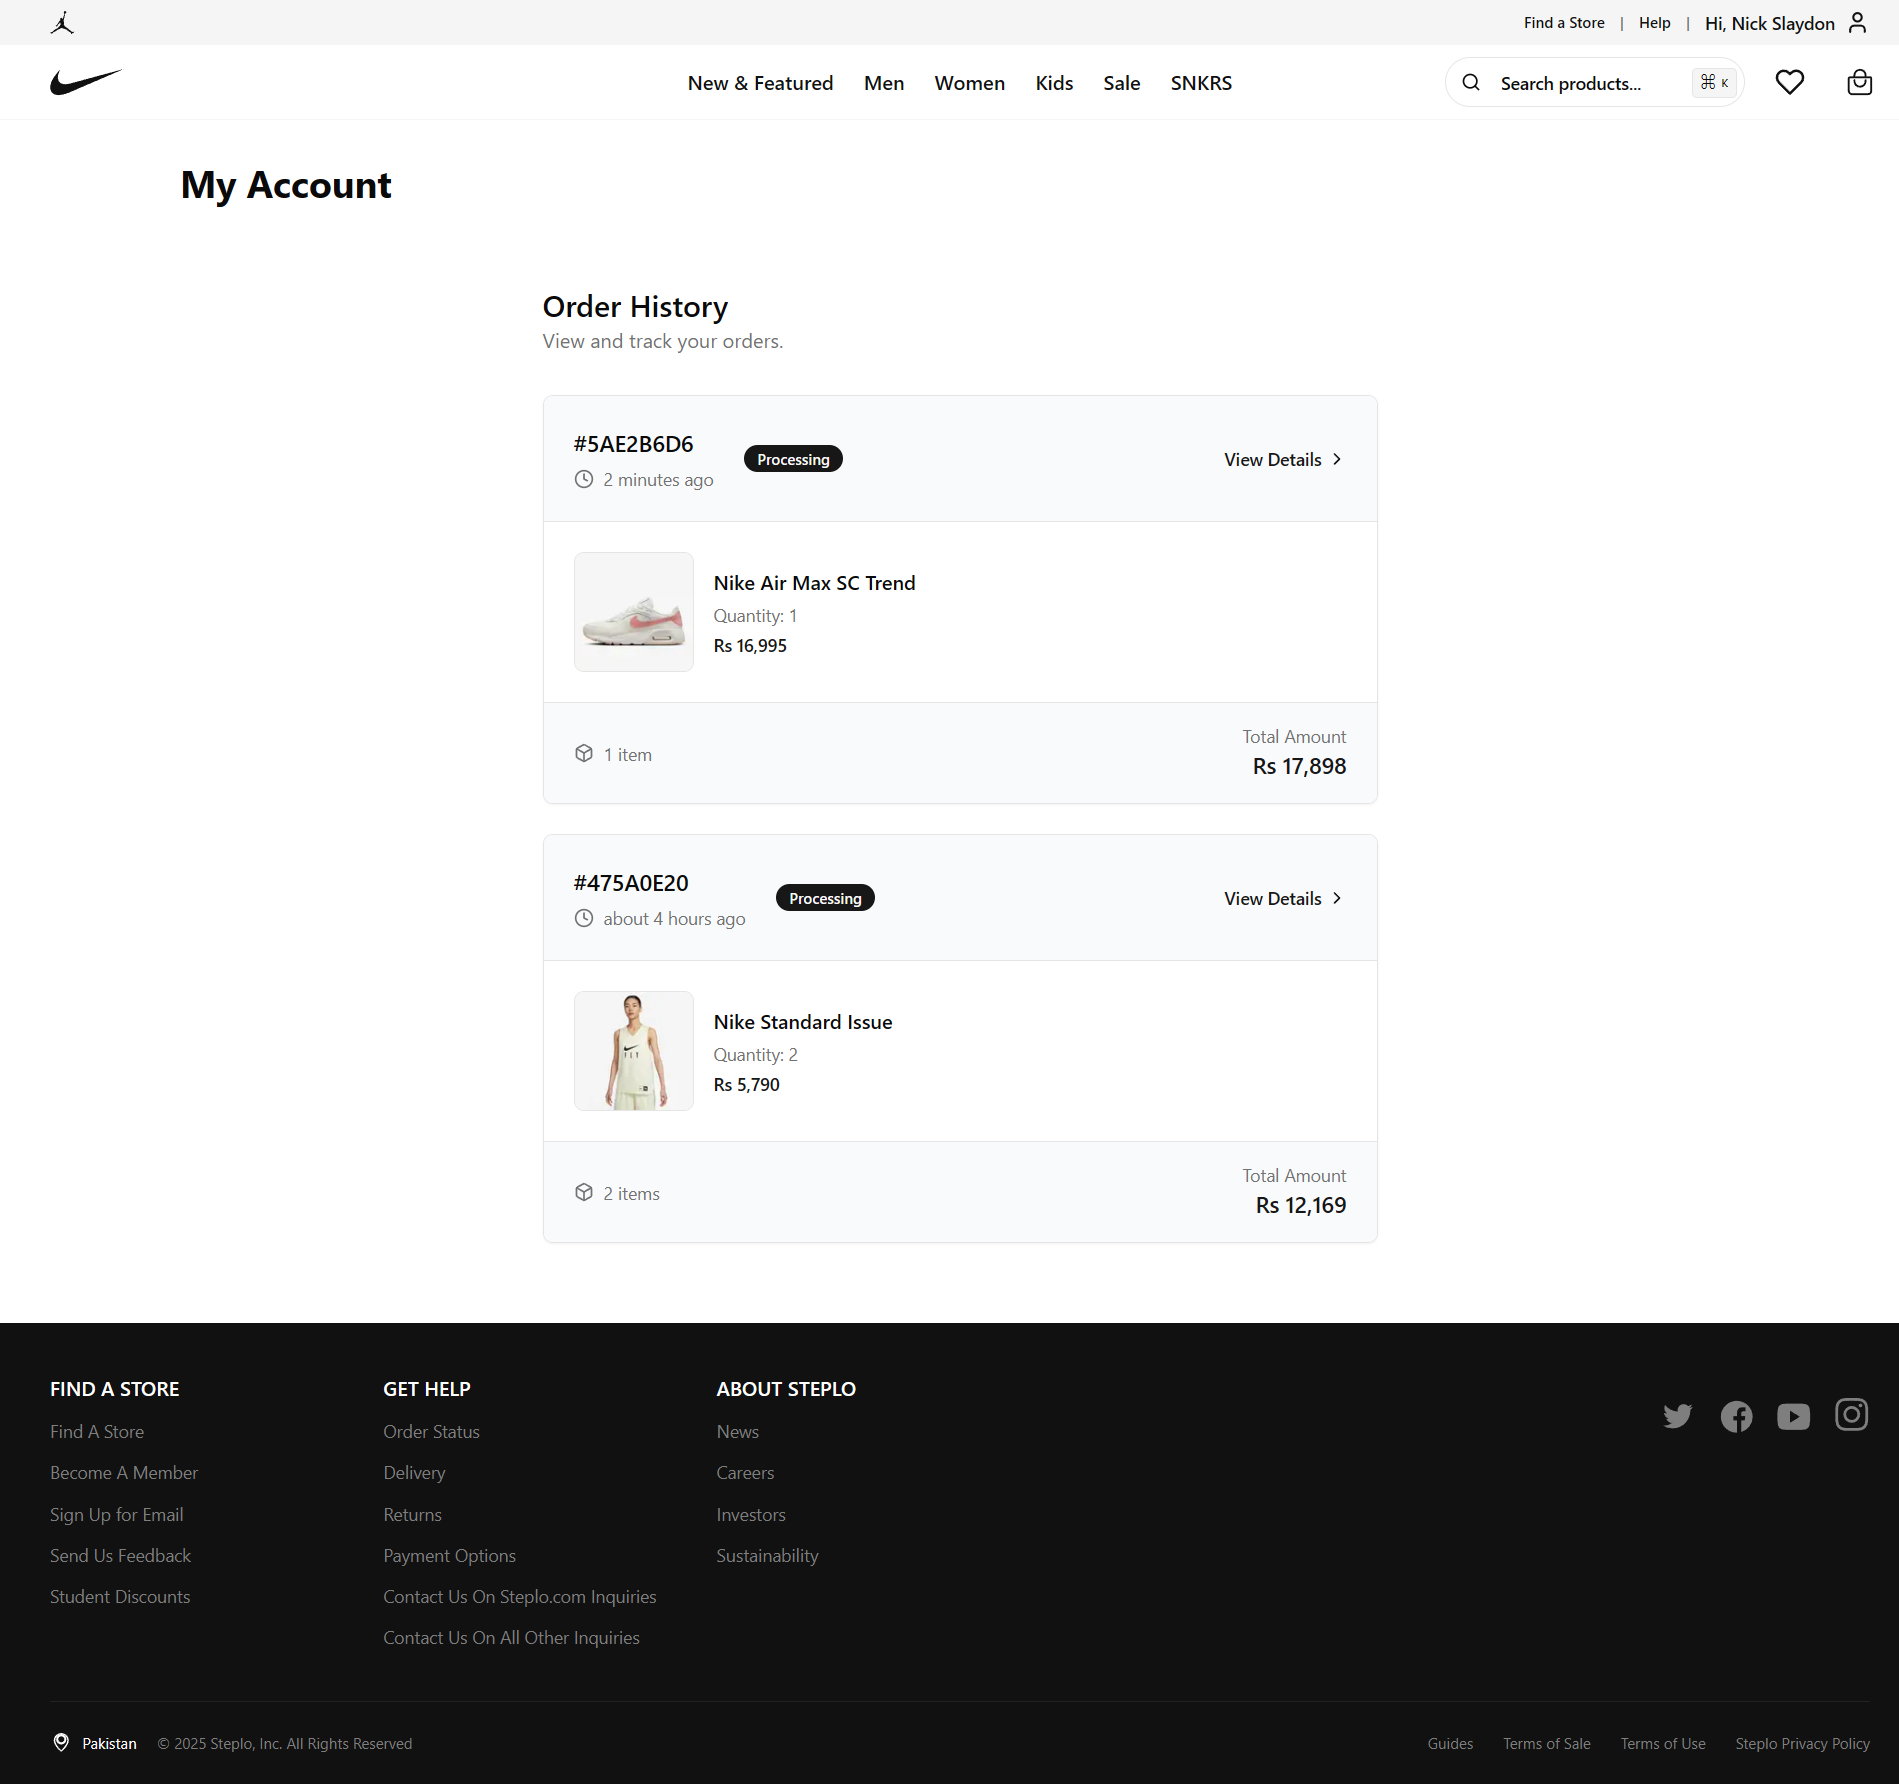 Find a Store | Help | Hi, Nick Slaydon
New & Featured Men Women Kids Sale SNKRS
Search products... ⌘ K
My Account
Order History
View and track your orders.
#5AE2B6D6
2 minutes ago
Processing
View Details
Nike Air Max SC Trend
Quantity: 1
Rs 16,995
1 item
Total Amount
Rs 17,898
#475A0E20
about 4 hours ago
Processing
View Details
FLY
Nike Standard Issue
Quantity: 2
Rs 5,790
2 items
Total Amount
Rs 12,169
FIND A STORE
Find A Store
Become A Member
Sign Up for Email
Send Us Feedback
Student Discounts
GET HELP
Order Status
Delivery
Returns
Payment Options
Contact Us On Steplo.com Inquiries
Contact Us On All Other Inquiries
ABOUT STEPLO
News
Careers
Investors
Sustainability
Pakistan © 2025 Steplo, Inc. All Rights Reserved
Guides Terms of Sale Terms of Use Steplo Privacy Policy